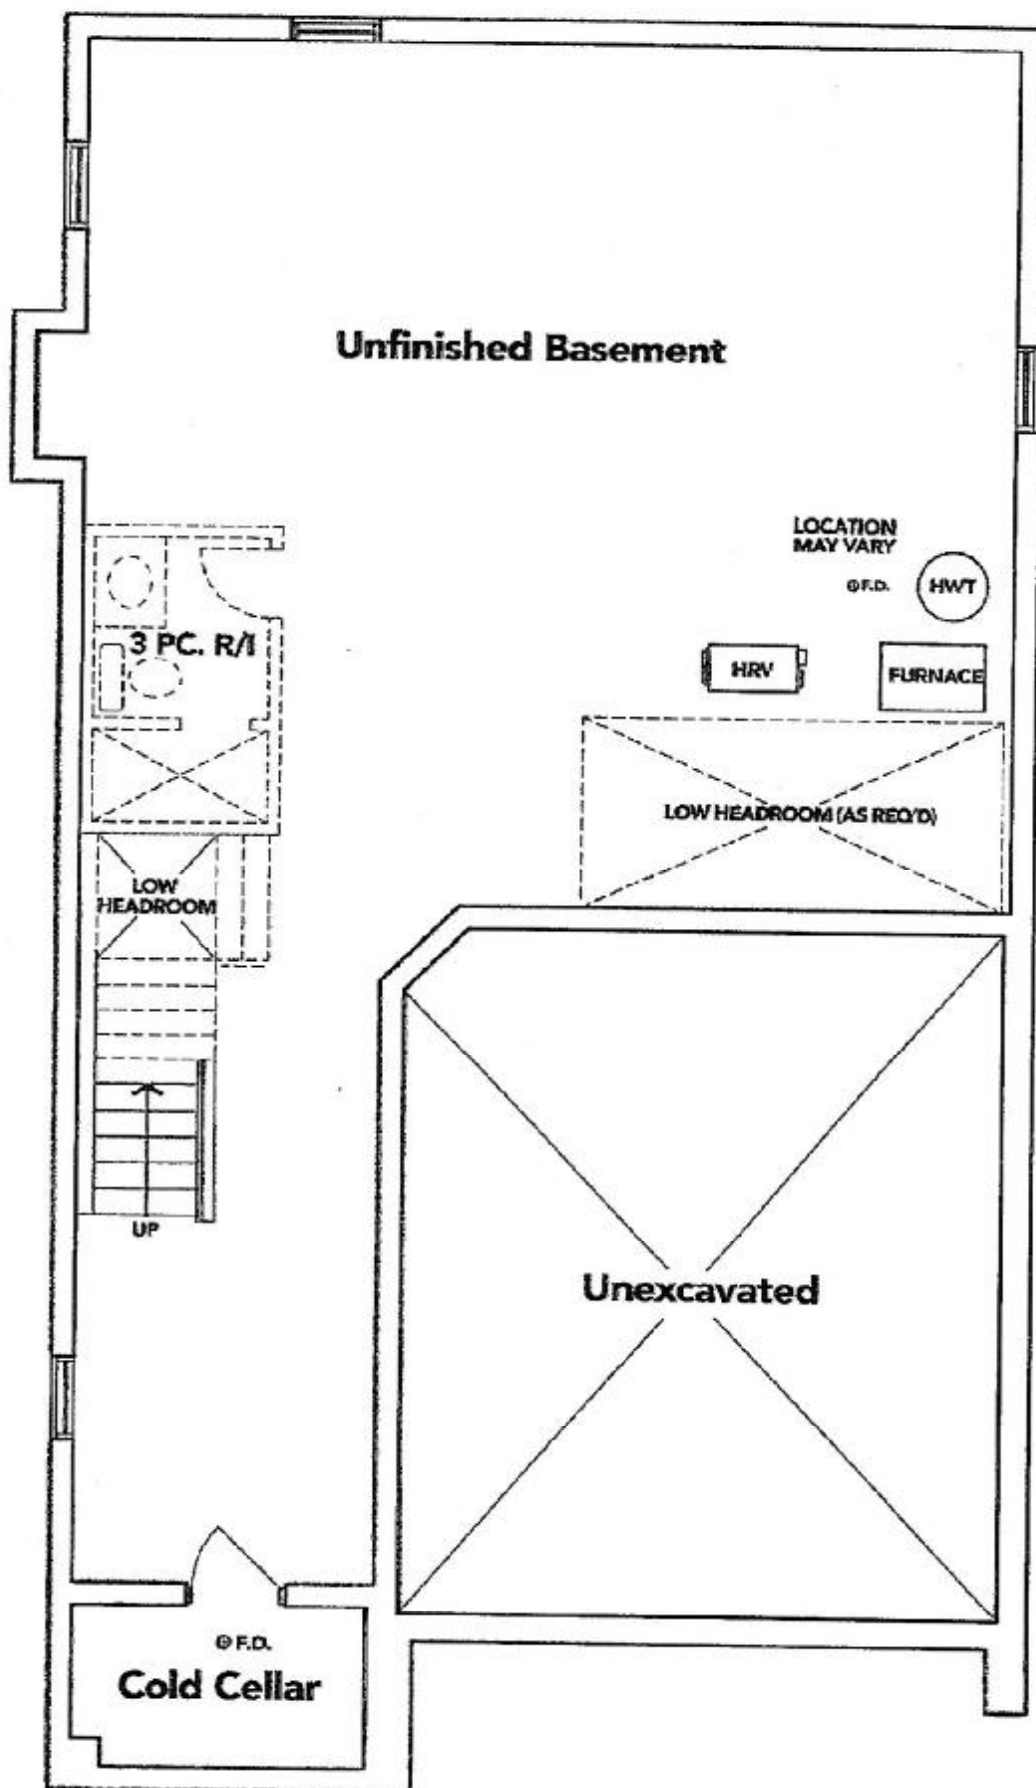 Unfinished Basement
LOCATION
MAY VARY
F.D.
HWT
3 PC. R/I
HRV
FURNACE
LOW HEADROOM (AS REQ'D)
LOW
HEADROOM
UP
Unexcavated
F.D.
Cold Cellar